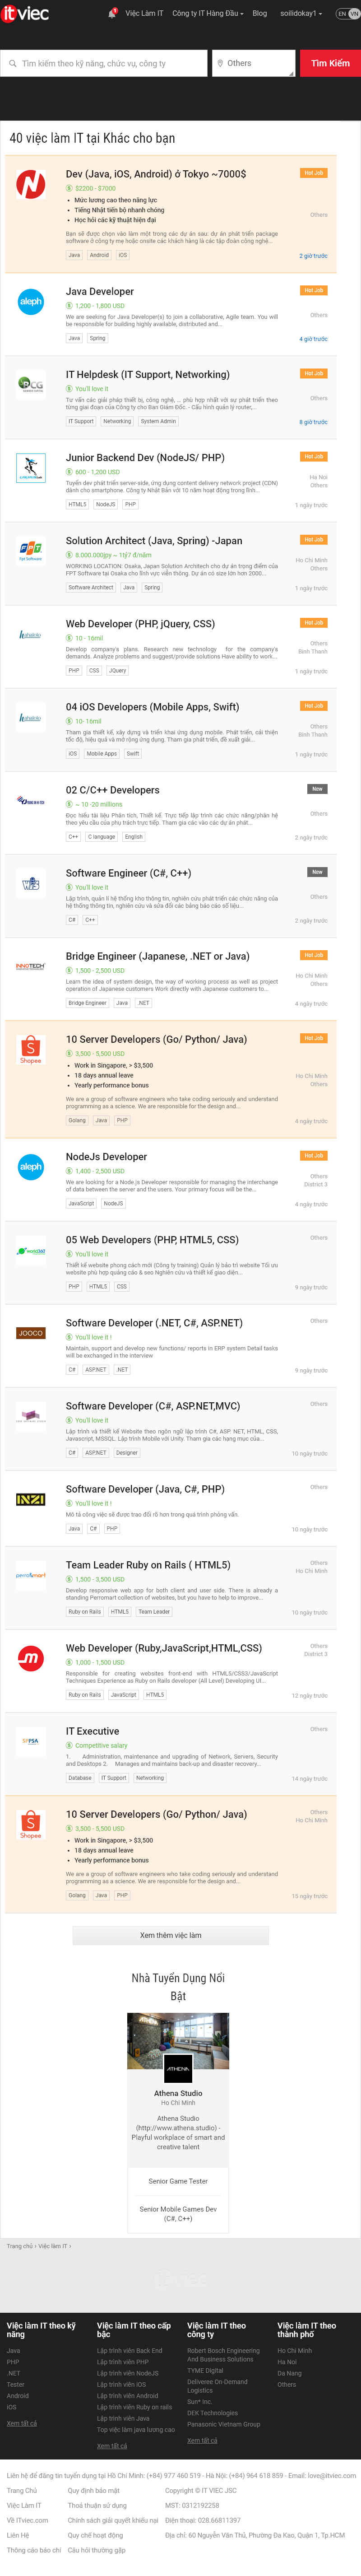 itviec
1
Việc Làm IT
Công ty IT Hàng Đầu
Blog
soilidokay1
EN VN
Tìm kiếm theo kỹ năng, chức vụ, công ty
Others
Tìm Kiếm
40 việc làm IT tại Khác cho bạn
Dev (Java, iOS, Android) ở Tokyo ~7000$
Hot Job
$2200 - $7000
Mức lương cao theo năng lực
Tiếng Nhật tiến bộ nhanh chóng
Học hỏi các kỹ thuật hiện đại
Others
Bạn sẽ được chọn vào làm một trong các dự án sau: dự án phát triển package
software ở công ty mẹ hoặc onsite các khách hàng là các tập đoàn công nghệ...
Java Android iOS
2 giờ trước
aleph
Java Developer
Hot Job
1,200 - 1,800 USD
Others
We are seeking for Java Developer(s) to join a collaborative, Agile team. You will
be responsible for building highly available, distributed and...
Java Spring
4 giờ trước
PCG
IT Helpdesk (IT Support, Networking)
Hot Job
You'll love it
Others
Tư vấn các giải pháp thiết bị, công nghệ, ... phù hợp nhất với sự phát triển theo
từng giai đoạn của Công ty cho Ban Giám Đốc. - Cấu hình quản lý router,...
IT Support Networking System Admin
8 giờ trước
Junior Backend Dev (NodeJS/ PHP)
Hot Job
600 - 1,200 USD
Ha Noi
Others
Tuyển dev phát triển server-side, ứng dụng content delivery network project (CDN)
dành cho smartphone. Công ty Nhật Bản với 10 năm hoạt động trong lĩnh...
HTML5 NodeJS PHP
1 ngày trước
FPT
Fpt Software
Solution Architect (Java, Spring) -Japan
Hot Job
8.000.000jpy ~ 1tỷ7 đ/năm
Ho Chi Minh
Others
WORKING LOCATION: Osaka, Japan Solution Architech cho dự án trọng điểm của
FPT Software tại Osaka cho lĩnh vực viễn thông. Dự án có size lớn hơn 2000...
Software Architect Java Spring
1 ngày trước
Web Developer (PHP, jQuery, CSS)
Hot Job
10 - 16mil
Others
Binh Thanh
Develop company's plans. Research new technology for the company's
demands. Analyze problems and suggest/provide solutions Have ability to work...
PHP CSS JQuery
1 ngày trước
04 iOS Developers (Mobile Apps, Swift)
Hot Job
10- 16mil
Others
Binh Thanh
Tham gia thiết kế, xây dựng và triển khai ứng dụng mobile. Phát triển, cải thiện
tốc độ, hiệu quả và mở rộng ứng dụng. Tham gia phát triển, đề xuất giải...
iOS Mobile Apps Swift
1 ngày trước
02 C/C++ Developers
New
~ 10 -20 millions
Others
Đọc hiểu tài liệu Phân tích, Thiết kế. Trực tiếp lập trình các chức năng/phân hệ
theo yêu cầu của phụ trách trực tiếp. Tham gia các vào các dự án phát...
C++ C language English
2 ngày trước
Software Engineer (C#, C++)
New
You'll love it
Others
Lập trình, quản lí hệ thống kho thông tin, nghiên cứu phát triển các chức năng của
hệ thống thông tin, nghiên cứu và sửa đổi các bảng báo cáo số liệu...
C# C++
2 ngày trước
INNOTECH
Bridge Engineer (Japanese, .NET or Java)
Hot Job
1,500 - 2,500 USD
Ho Chi Minh
Others
Learn the idea of system design, the way of working process as well as project
operation of Japanese customers Work directly with Japanese customers to...
Bridge Engineer Java .NET
4 ngày trước
Shopee
10 Server Developers (Go/ Python/ Java)
Hot Job
3,500 - 5,500 USD
Work in Singapore, > $3,500
18 days annual leave
Yearly performance bonus
Ho Chi Minh
Others
We are a group of software engineers who take coding seriously and understand
programming as a science. We are responsible for the design and...
Golang Java PHP
4 ngày trước
aleph
NodeJs Developer
Hot Job
1,400 - 2,500 USD
Others
District 3
We are looking for a Node.js Developer responsible for managing the interchange
of data between the server and the users. Your primary focus will be the...
JavaScript NodeJS
4 ngày trước
05 Web Developers (PHP, HTML5, CSS)
You'll love it
Others
Thiết kế website phong cách mới (Công ty training) Quản lý bảo trì website Tối ưu
website phù hợp quảng cáo & seo Nghiên cứu và thiết kế giao diện...
PHP HTML5 CSS
9 ngày trước
JOOCO
Software Developer (.NET, C#, ASP.NET)
You'll love It !
Others
Maintain, support and develop new functions/ reports in ERP system Detail tasks
will be exchanged in the interview
C# ASP.NET .NET
9 ngày trước
Software Developer (C#, ASP.NET,MVC)
You'll love it
Others
Lập trình và thiết kế Website theo ngôn ngữ lập trình C#, ASP. NET, HTML, CSS,
Javascript, MSSQL. Lập trình Mobile với Unity. Tham gia các hạng mục của...
C# ASP.NET Designer
10 ngày trước
INZI
Software Developer (Java, C#, PHP)
You'll love it !
Others
Mô tả công việc sẽ được trao đổi rõ hơn trong quá trình phỏng vấn.
Java C# PHP
10 ngày trước
perromart
Team Leader Ruby on Rails ( HTML5)
1,500 - 3,500 USD
Others
Ho Chi Minh
Develop responsive web app for both client and user side. There is already a
standing Perromart collection of websites, but you have to help to improve...
Ruby on Rails HTML5 Team Leader
10 ngày trước
Web Developer (Ruby,JavaScript,HTML,CSS)
1,000 - 1,500 USD
Others
District 3
Responsible for creating websites front-end with HTML5/CSS3/JavaScript
Techniques Experience as Ruby on Rails developer (All Level) Developing UI...
Ruby on Rails JavaScript HTML5
12 ngày trước
IT Executive
Competitive salary
Others
1. Administration, maintenance and upgrading of Network, Servers, Security
and Desktops 2. Manages and maintains back-up and disaster recovery...
Database IT Support Networking
14 ngày trước
Shopee
10 Server Developers (Go/ Python/ Java)
3,500 - 5,500 USD
Others
Ho Chi Minh
Work in Singapore, > $3,500
18 days annual leave
Yearly performance bonus
We are a group of software engineers who take coding seriously and understand
programming as a science. We are responsible for the design and...
Golang Java PHP
15 ngày trước
Xem thêm việc làm
Nhà Tuyển Dụng Nổi
Bật
ATHENA
Athena Studio
Ho Chi Minh
Athena Studio
(http://www.athena.studio) -
Playful workplace of smart and
creative talent
Senior Game Tester
Senior Mobile Games Dev
(C#, C++)
Trang chủ › Việc làm IT ›
Việc làm IT theo kỹ
năng
Java
PHP
.NET
Tester
Android
iOS
Xem tất cả
Việc làm IT theo cấp
bậc
Lập trình viên Back End
Lập trình viên PHP
Lập trình viên NodeJS
Lập trình viên iOS
Lập trình viên Android
Lập trình viên Ruby on rails
Lập trình viên Java
Top việc làm java lương cao
Xem tất cả
Việc làm IT theo
công ty
Robert Bosch Engineering
And Business Solutions
TYME Digital
Deliveree On-Demand
Logistics
Sun* Inc.
DEK Technologies
Panasonic Vietnam Group
Xem tất cả
Việc làm IT theo
thành phố
Ho Chi Minh
Ha Noi
Da Nang
Others
Liên hệ để đăng tin tuyển dụng tại Hồ Chí Minh: (+84) 977 460 519 - Hà Nội: (+84) 964 618 859 - Email: love@itviec.com
Trang Chủ
Việc Làm IT
Về ITviec.com
Liên Hệ
Thông cáo báo chí
Quy định bảo mật
Thoả thuận sử dụng
Chính sách giải quyết khiếu nại
Quy chế hoạt động
Câu hỏi thường gặp
Copyright © IT VIEC JSC
MST: 0312192258
Điện thoại: 028.66811397
Địa chỉ: 60 Nguyễn Văn Thủ, Phường Đa Kao, Quận 1, Tp.HCM